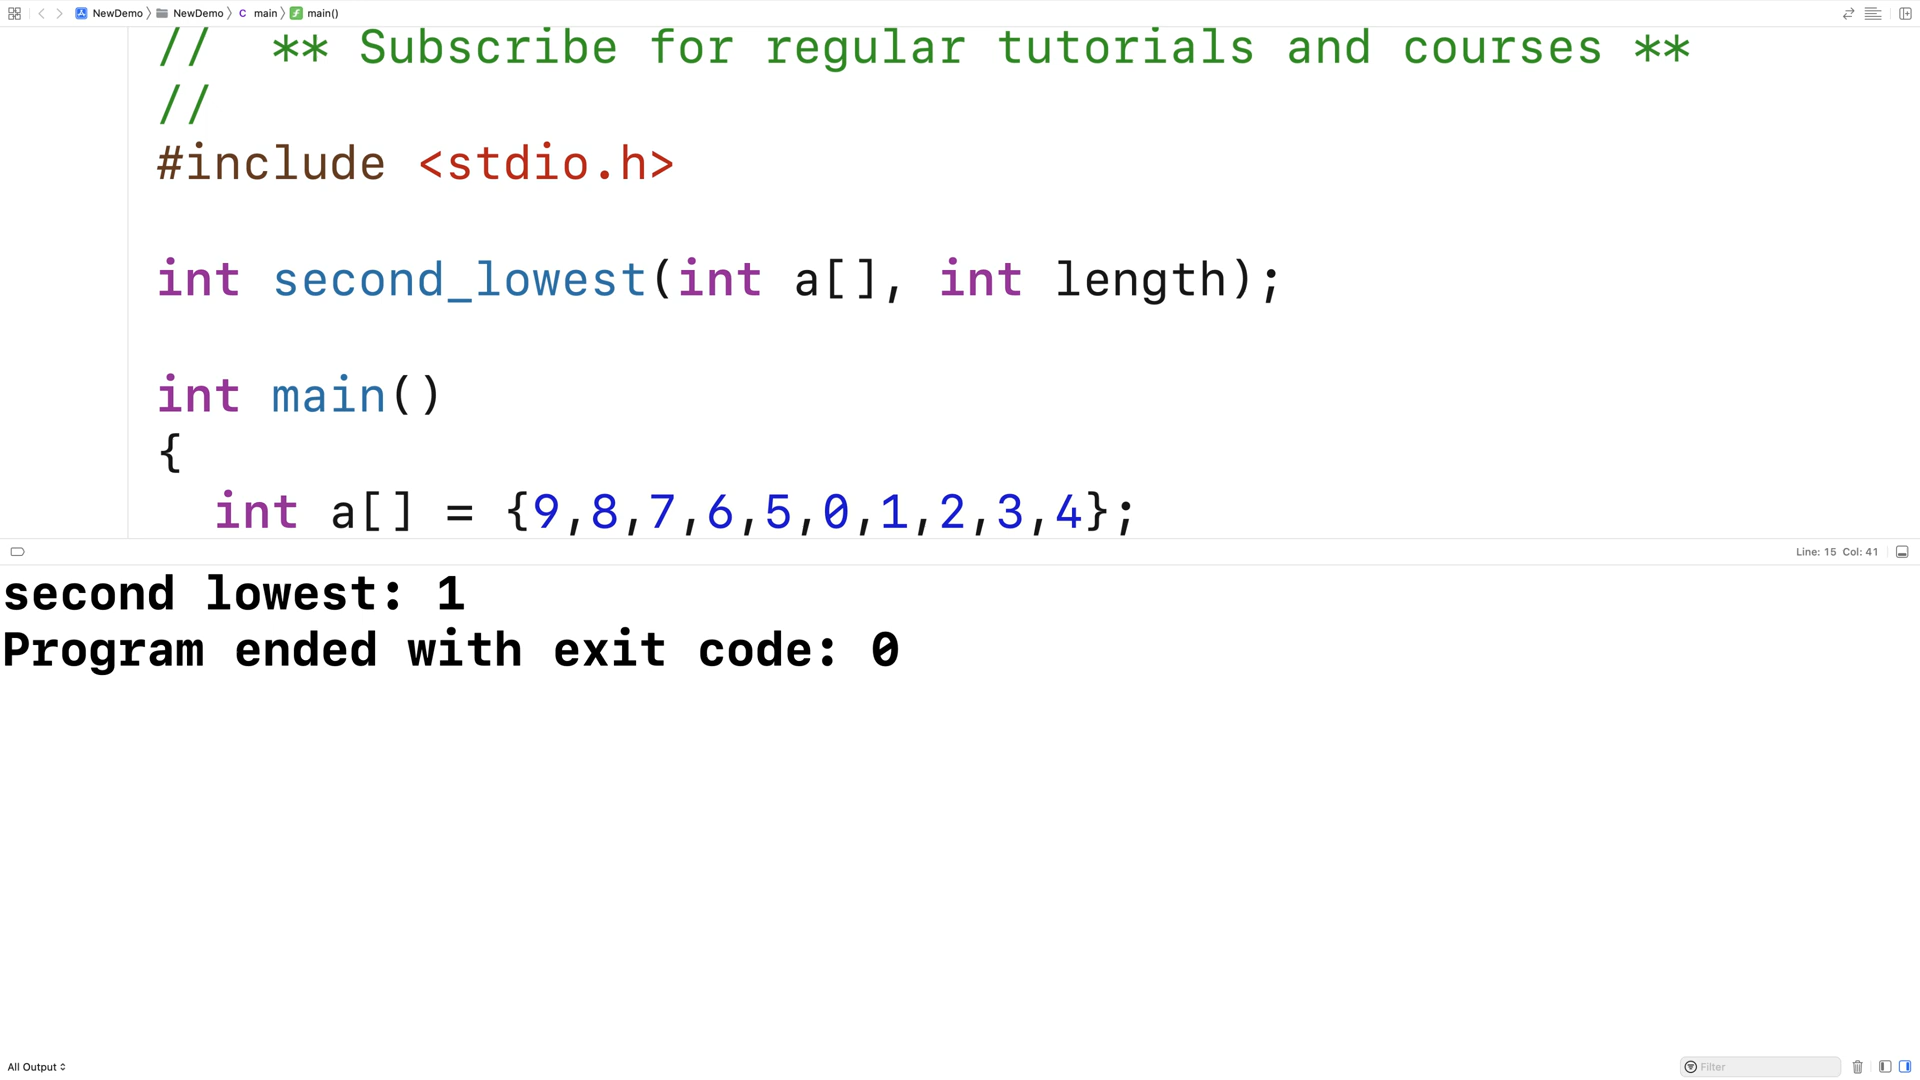 NewDemo NewDemo C main main()
// ** Subscribe for regular tutorials and courses **
//
#include <stdio.h>
int second_lowest(int a[], int length);
int main()
{
int a[] = {9,8,7,6,5,0,1,2,3,4};
Line: 15 Col: 41
second lowest: 1
Program ended with exit code: 0
All Output Filter